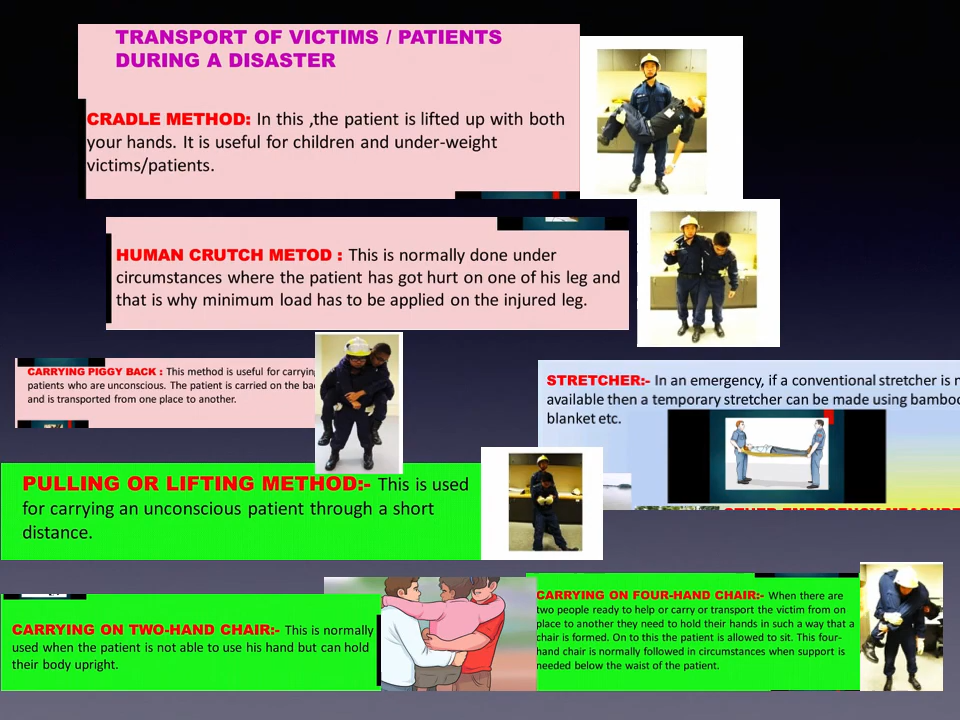 TRANSPORT OF VICTIMS / PATIENTS
DURING A DISASTER
CRADLE METHOD: In this ,the patient is lifted up with both
your hands. It is useful for children and under-weight
victims/patients.
HUMAN CRUTCH METOD : This is normally done under
circumstances where the patient has got hurt on one of his leg and
that is why minimum load has to be applied on the injured leg.
CARRYING PIGGY BACK : This method is useful for carrying
patients who are unconscious. The patient is carried on the
and is transported from one place to another.
STRETCHER:- In an emergency, if a conventional stretcher is
available then a temporary stretcher can be made using
blanket etc.
PULLING OR LIFTING METHOD:- This is used
for carrying an unconscious patient through a short
distance.
CARRYING ON TWO-HAND CHAIR:- This is normally
used when the patient is not able to use his hand but can hold
their body upright.
CARRYING ON FOUR-HAND CHAIR:- When there are
two people ready to help or carry or transport the victim from on
place to another they need to hold their hands in such a way that a
chair is formed. On to this the patient is allowed to sit. This four-
hand chair is normally followed in circumstances when support is
needed below the waist of the patient.